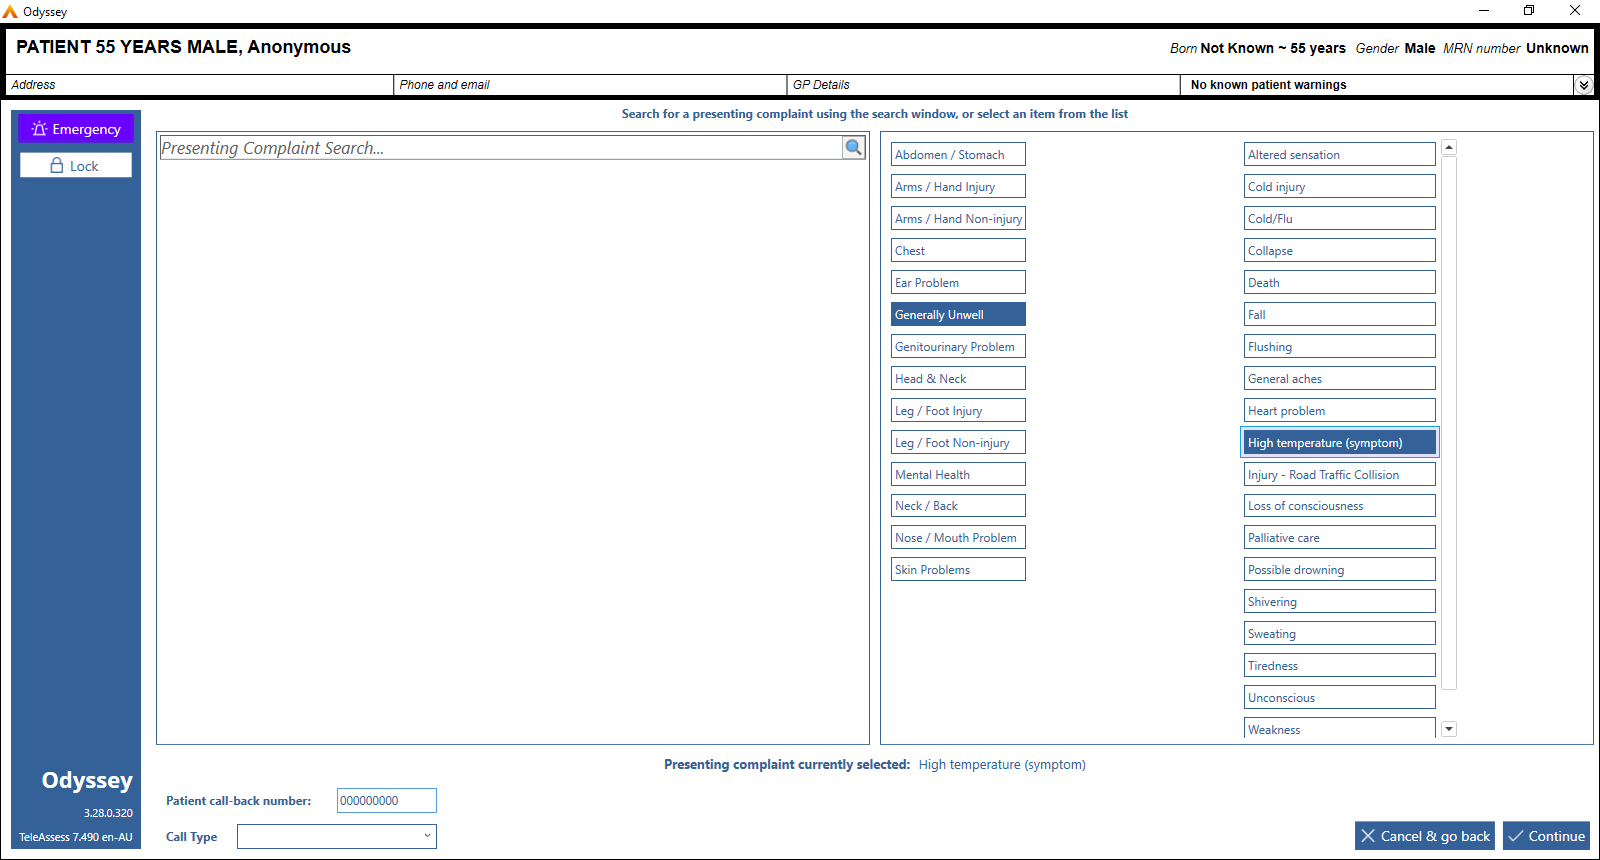 Odyssey
PATIENT 55 YEARS MALE, Anonymous
Born Not Known ~ 55 years Gender Male MRN number Unknown
Address
Phone and email
GP Details
No known patient warnings
Search for a presenting complaint using the search window, or select an item from the list
Emergency
Lock
Presenting Complaint Search...
Abdomen / Stomach
Arms / Hand Injury
Arms / Hand Non-injury
Chest
Ear Problem
Generally Unwell
Genitourinary Problem
Head & Neck
Leg / Foot Injury
Leg / Foot Non-injury
Mental Health
Neck / Back
Nose / Mouth Problem
Skin Problems
Altered sensation
Cold injury
Cold/Flu
Collapse
Death
Fall
Flushing
General aches
Heart problem
High temperature (symptom)
Injury - Road Traffic Collision
Loss of consciousness
Palliative care
Possible drowning
Shivering
Sweating
Tiredness
Unconscious
Weakness
Presenting complaint currently selected: High temperature (symptom)
Odyssey
3.28.0.320
TeleAssess 7.490 en-AU
Patient call-back number: 000000000
Call Type
Cancel & go back
Continue